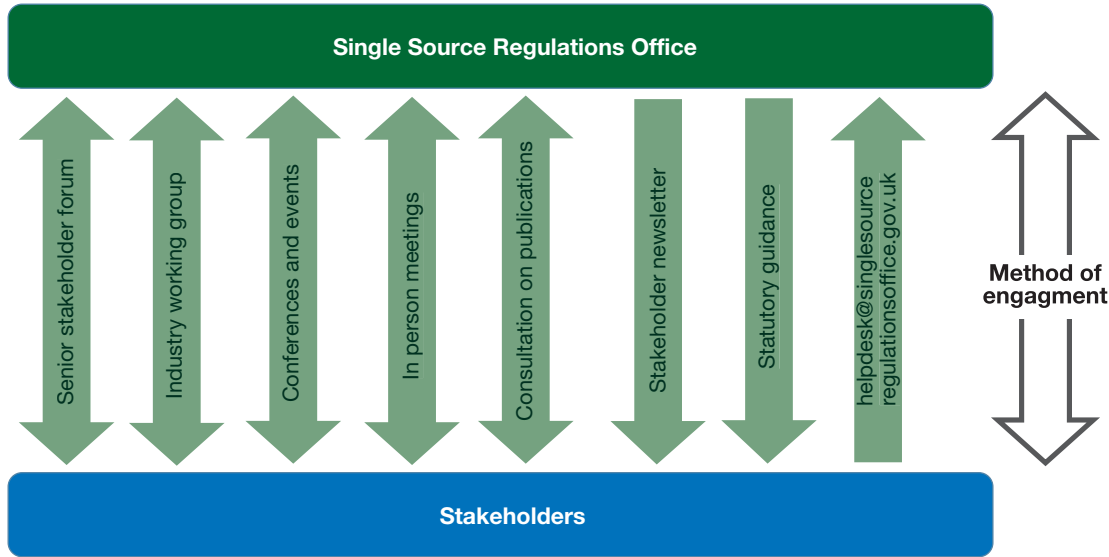 Single Source Regulations Office
Senior stakeholder forum
Industry working group
Conferences and events
In person meetings
Consultation on publications
Stakeholder newsletter
Statutory guidance
helpdesk@singlesource
regulationsoffice.gov.uk
Method of
engagment
Stakeholders